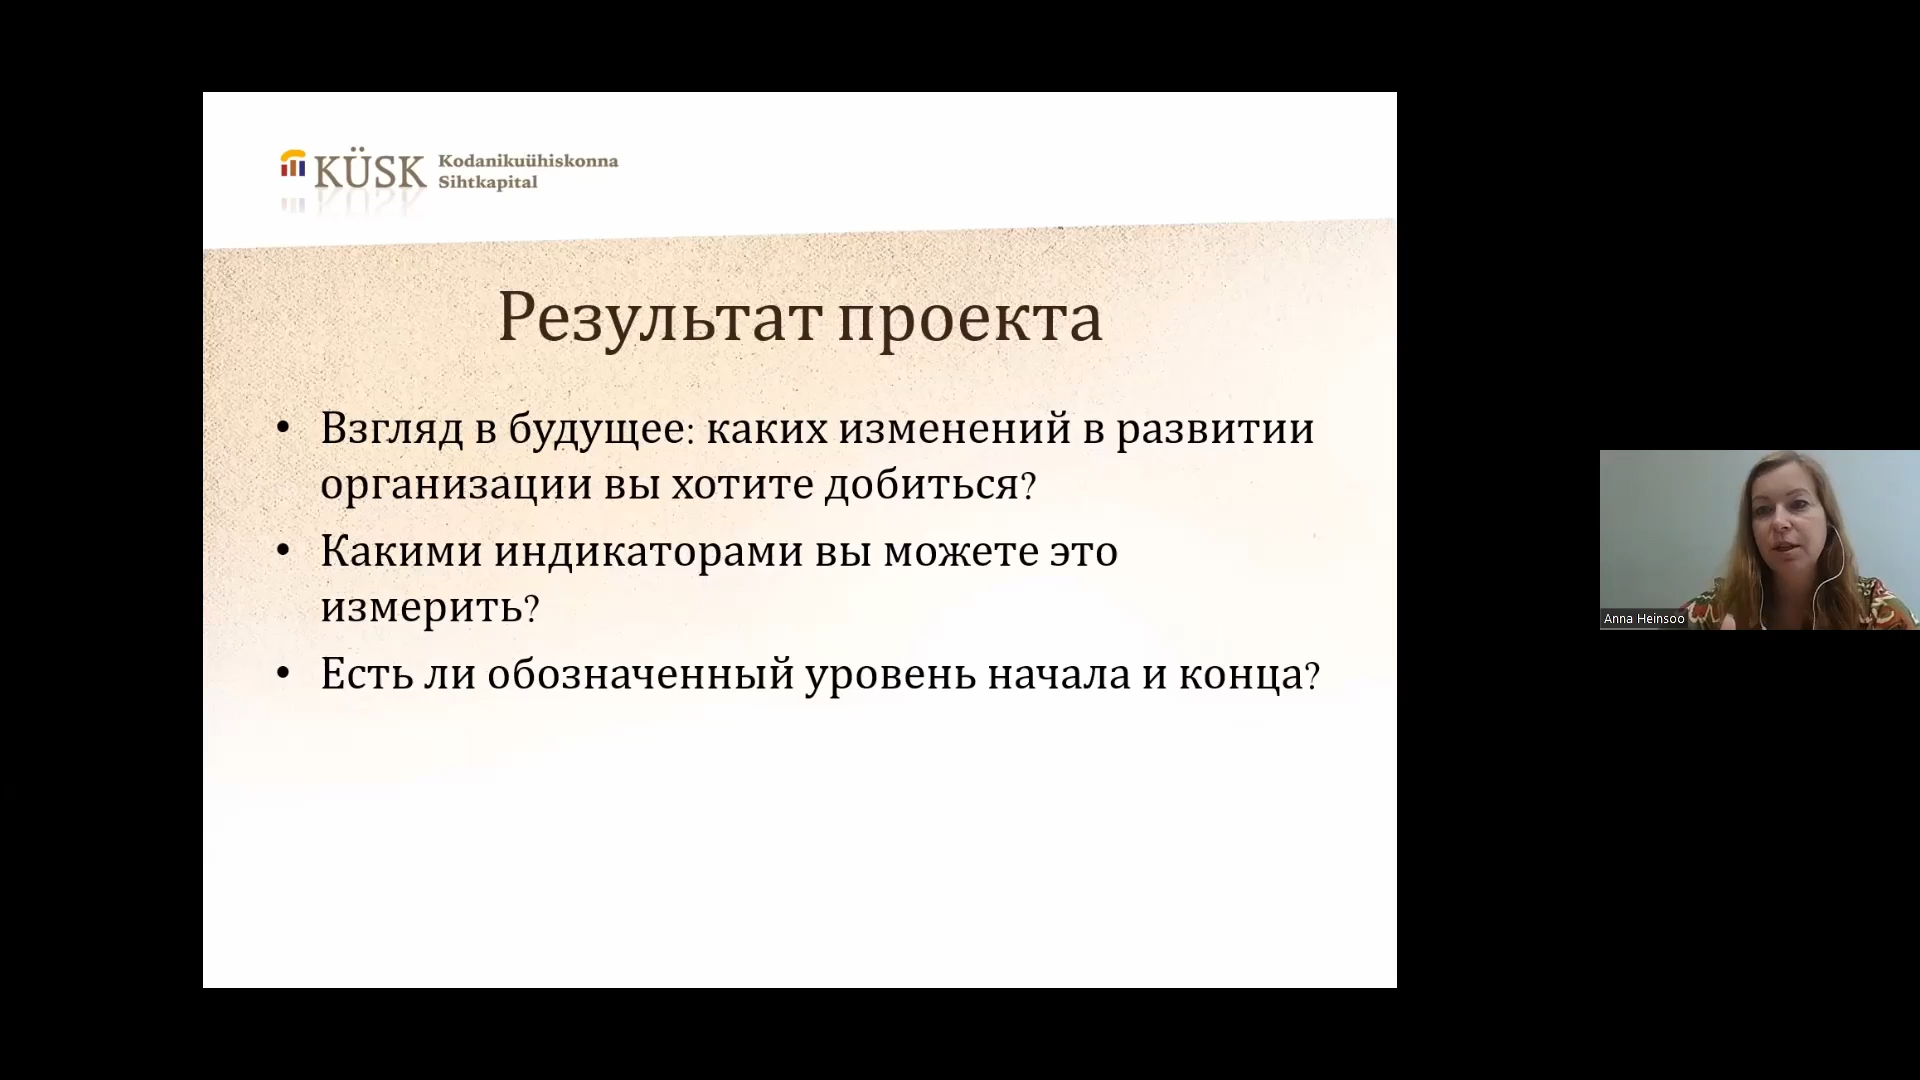 KÜSK Kodanikuühiskonna
Sihtkapital
Результат проекта
• Взгляд в будущее: каких изменений в развитии
организации вы хотите добиться?
• Какими индикаторами вы можете это
измерить?
• Есть ли обозначенный уровень начала и конца?
Anna Heinsoo